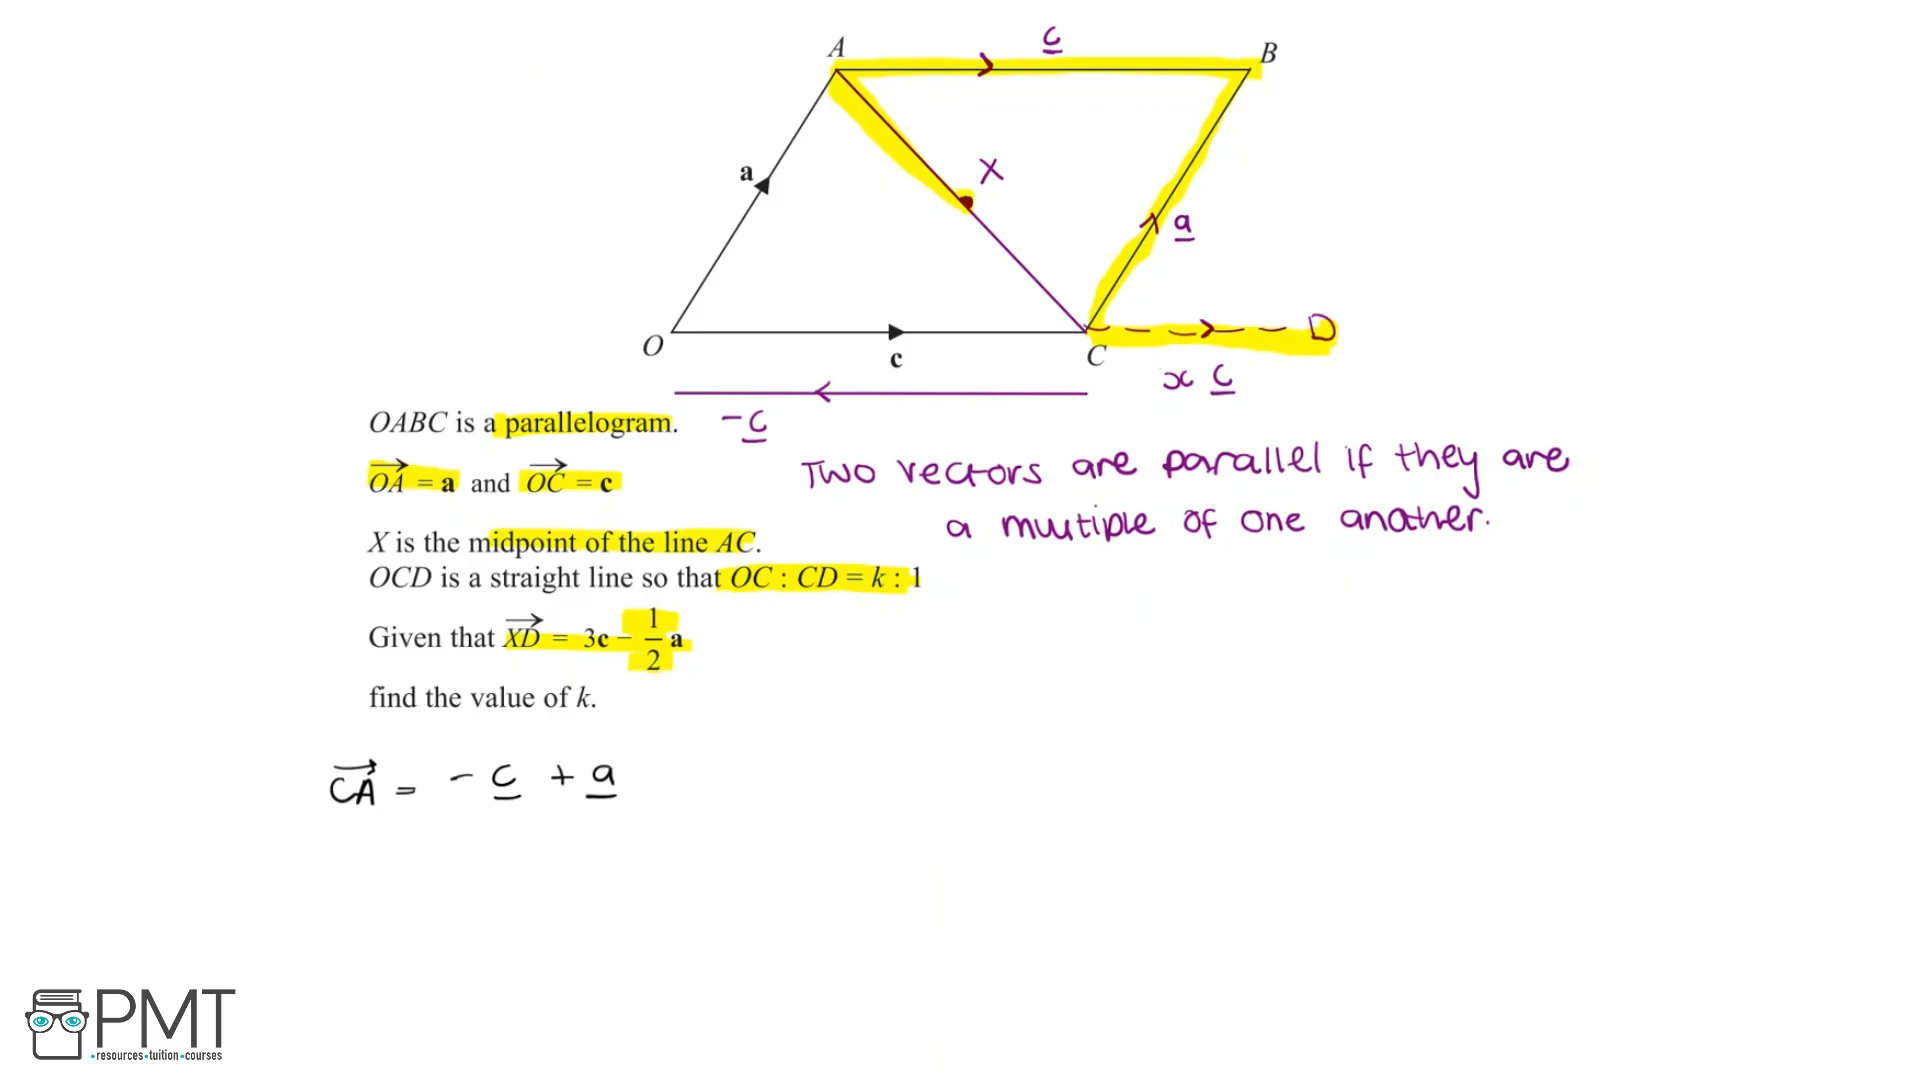 c
A
B
X
a
a
O
c
C
D
x c
-c
OABC is a parallelogram.
OA = a and OC = c
Two vectors are parallel if they are
a multiple of one another.
X is the midpoint of the line AC.
OCD is a straight line so that OC : CD = k : 1
Given that XD = 3c − 1/2 a
find the value of k.
CA = - c + a
PMT
•resources•tuition•courses